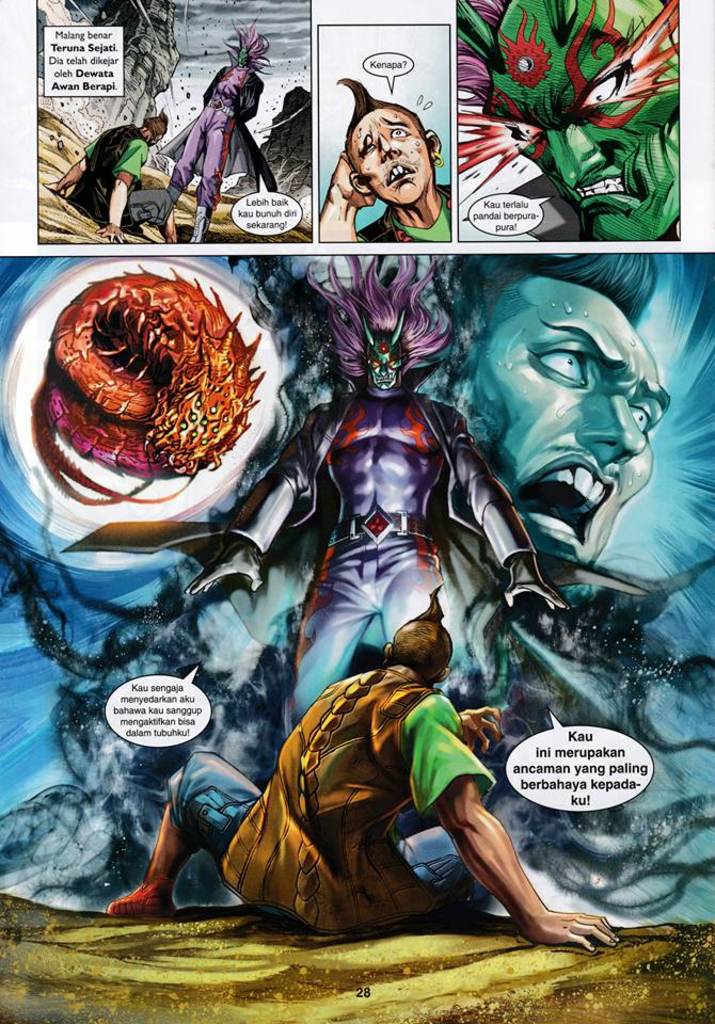 Malang benar
Teruna Sejati.
Dia telah dikejar
oleh Dewata
Awan Berapi.
Lebih baik
kau bunuh diri
sekarang!
Kenapa?
Kau terlalu
pandai berpura-
pura!
Kau sengaja
menyedarkan aku
bahawa kau sanggup
mengaktifkan bisa
dalam tubuhku!
Kau
ini merupakan
ancaman yang paling
berbahaya kepada-
ku!
28